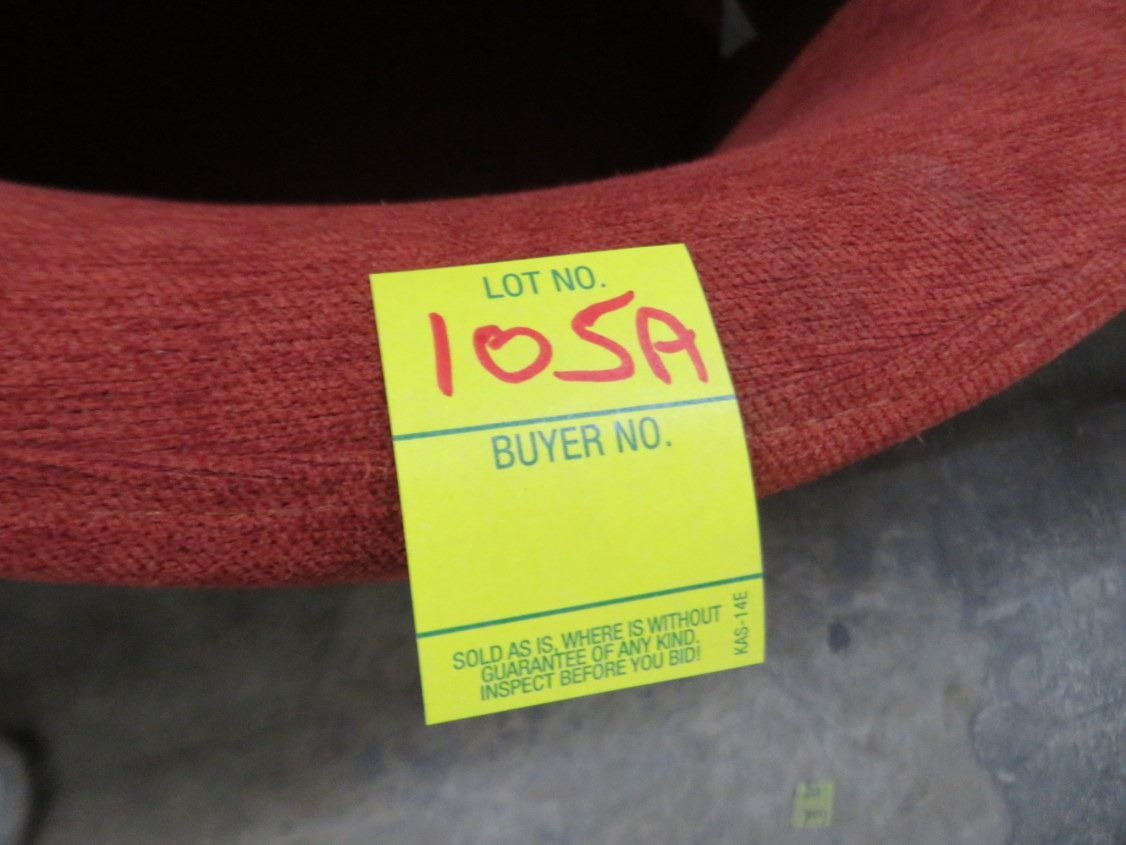 LOT NO.
105A
BUYER NO.
SOLD AS IS, WHERE IS WITHOUT
GUARANTEE OF ANY KIND.
INSPECT BEFORE YOU BID!
KAS-14E